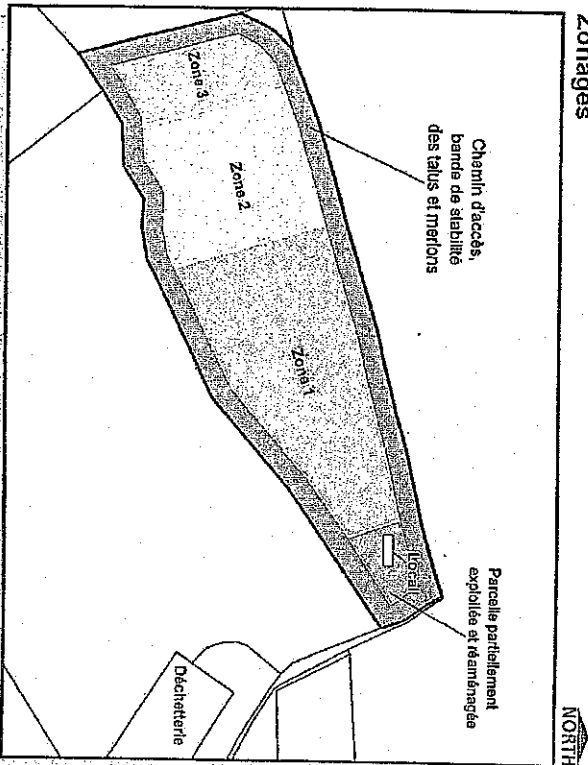 Zonages
NORTH
Chemin d'accès,
bande de stabilité
des talus et merlons
Zone 3
Zone 2
Zone 1
Local
Parcelle partiellement
exploitée et réaménagée
Déchetterie